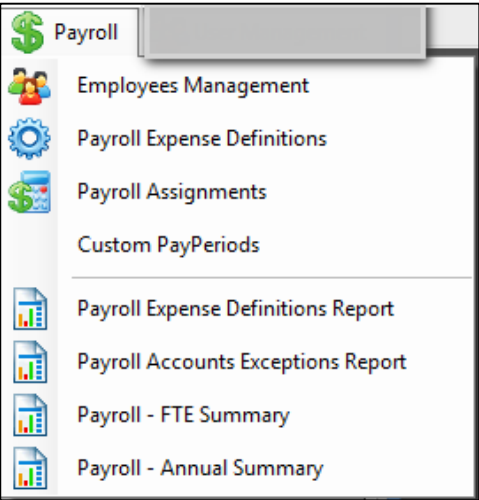 Payroll
Employees Management
Payroll Expense Definitions
Payroll Assignments
Custom PayPeriods
Payroll Expense Definitions Report
Payroll Accounts Exceptions Report
Payroll - FTE Summary
Payroll - Annual Summary